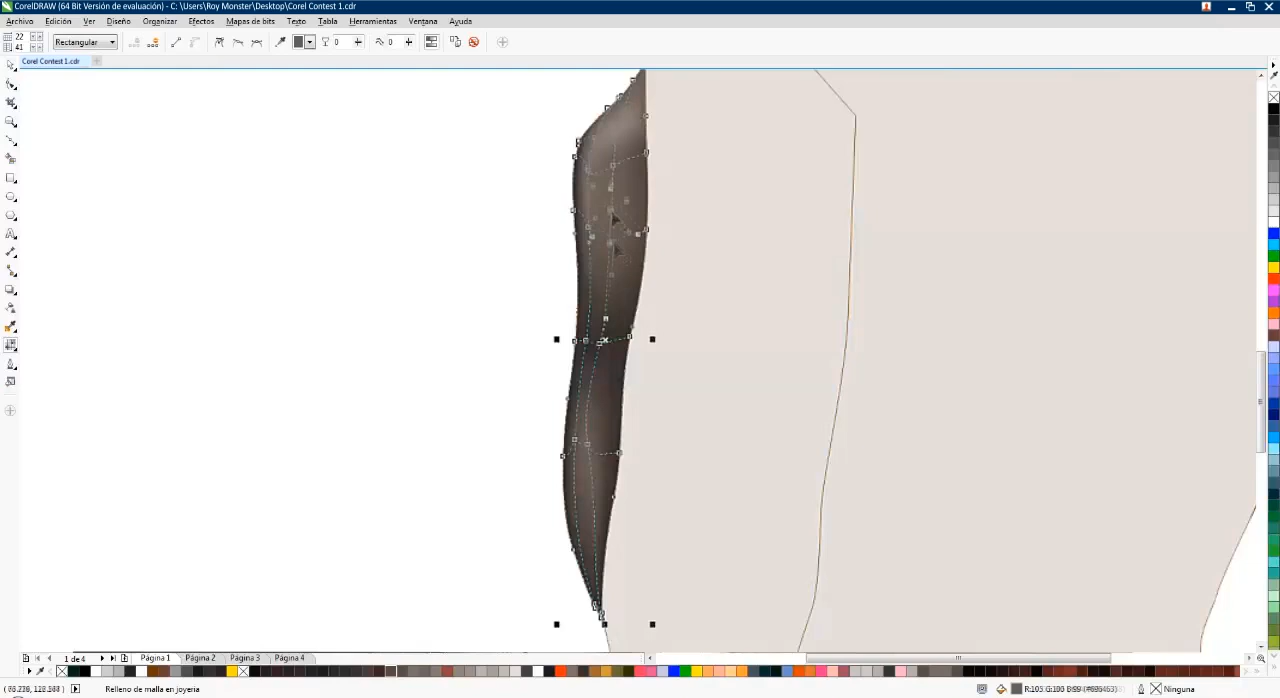 CorelDRAW (64 Bit Versión de evaluación) - C: \Users\Roy Monster\Desktop\Corel Contest 1.cdr
Archivo Edición Ver Diseño Organizar Efectos Mapas de bits Texto Tabla Herramientas Ventana Ayuda
22
41
Rectangular
0
0
Corel Contest 1.cdr
1 de 4
Página 1
Página 2
Página 3
Página 4
Relleno de malla en joyeria
Ninguna